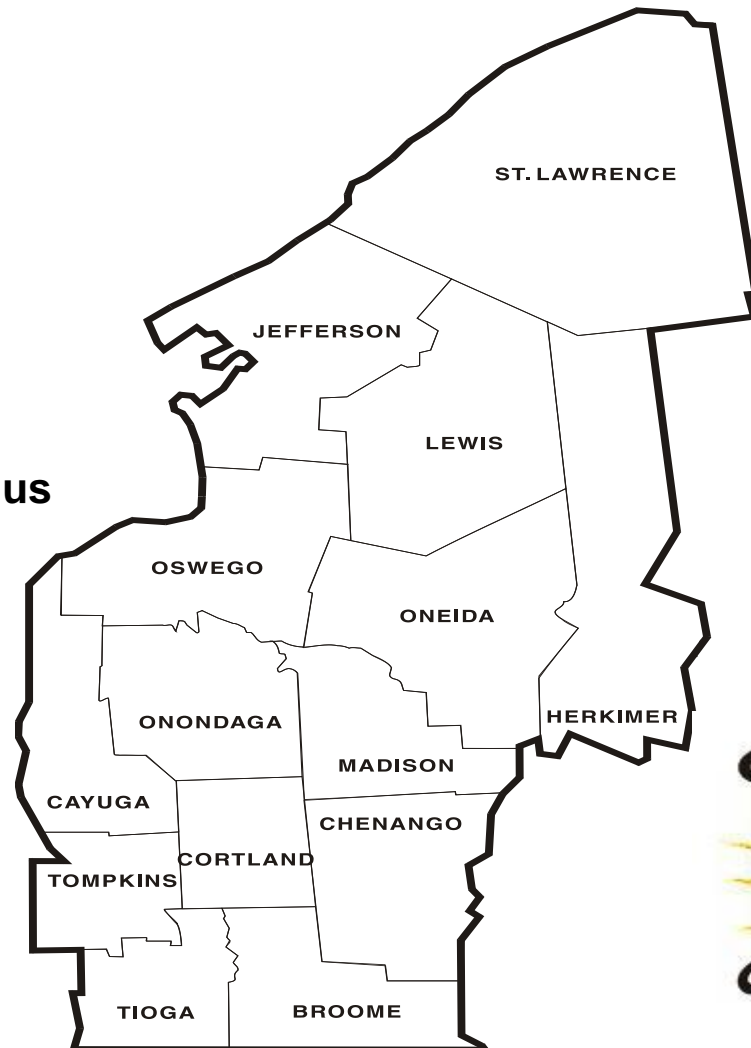 ST. LAWRENCE
JEFFERSON
LEWIS
us
OSWEGO
ONEIDA
ONONDAGA
HERKIMER
MADISON
CAYUGA
CHENANGO
CORTLAND
TOMPKINS
TIOGA
BROOME